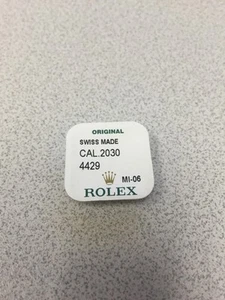 ORIGINAL
SWISS MADE
CAL.2030
4429
MI-06
ROLEX